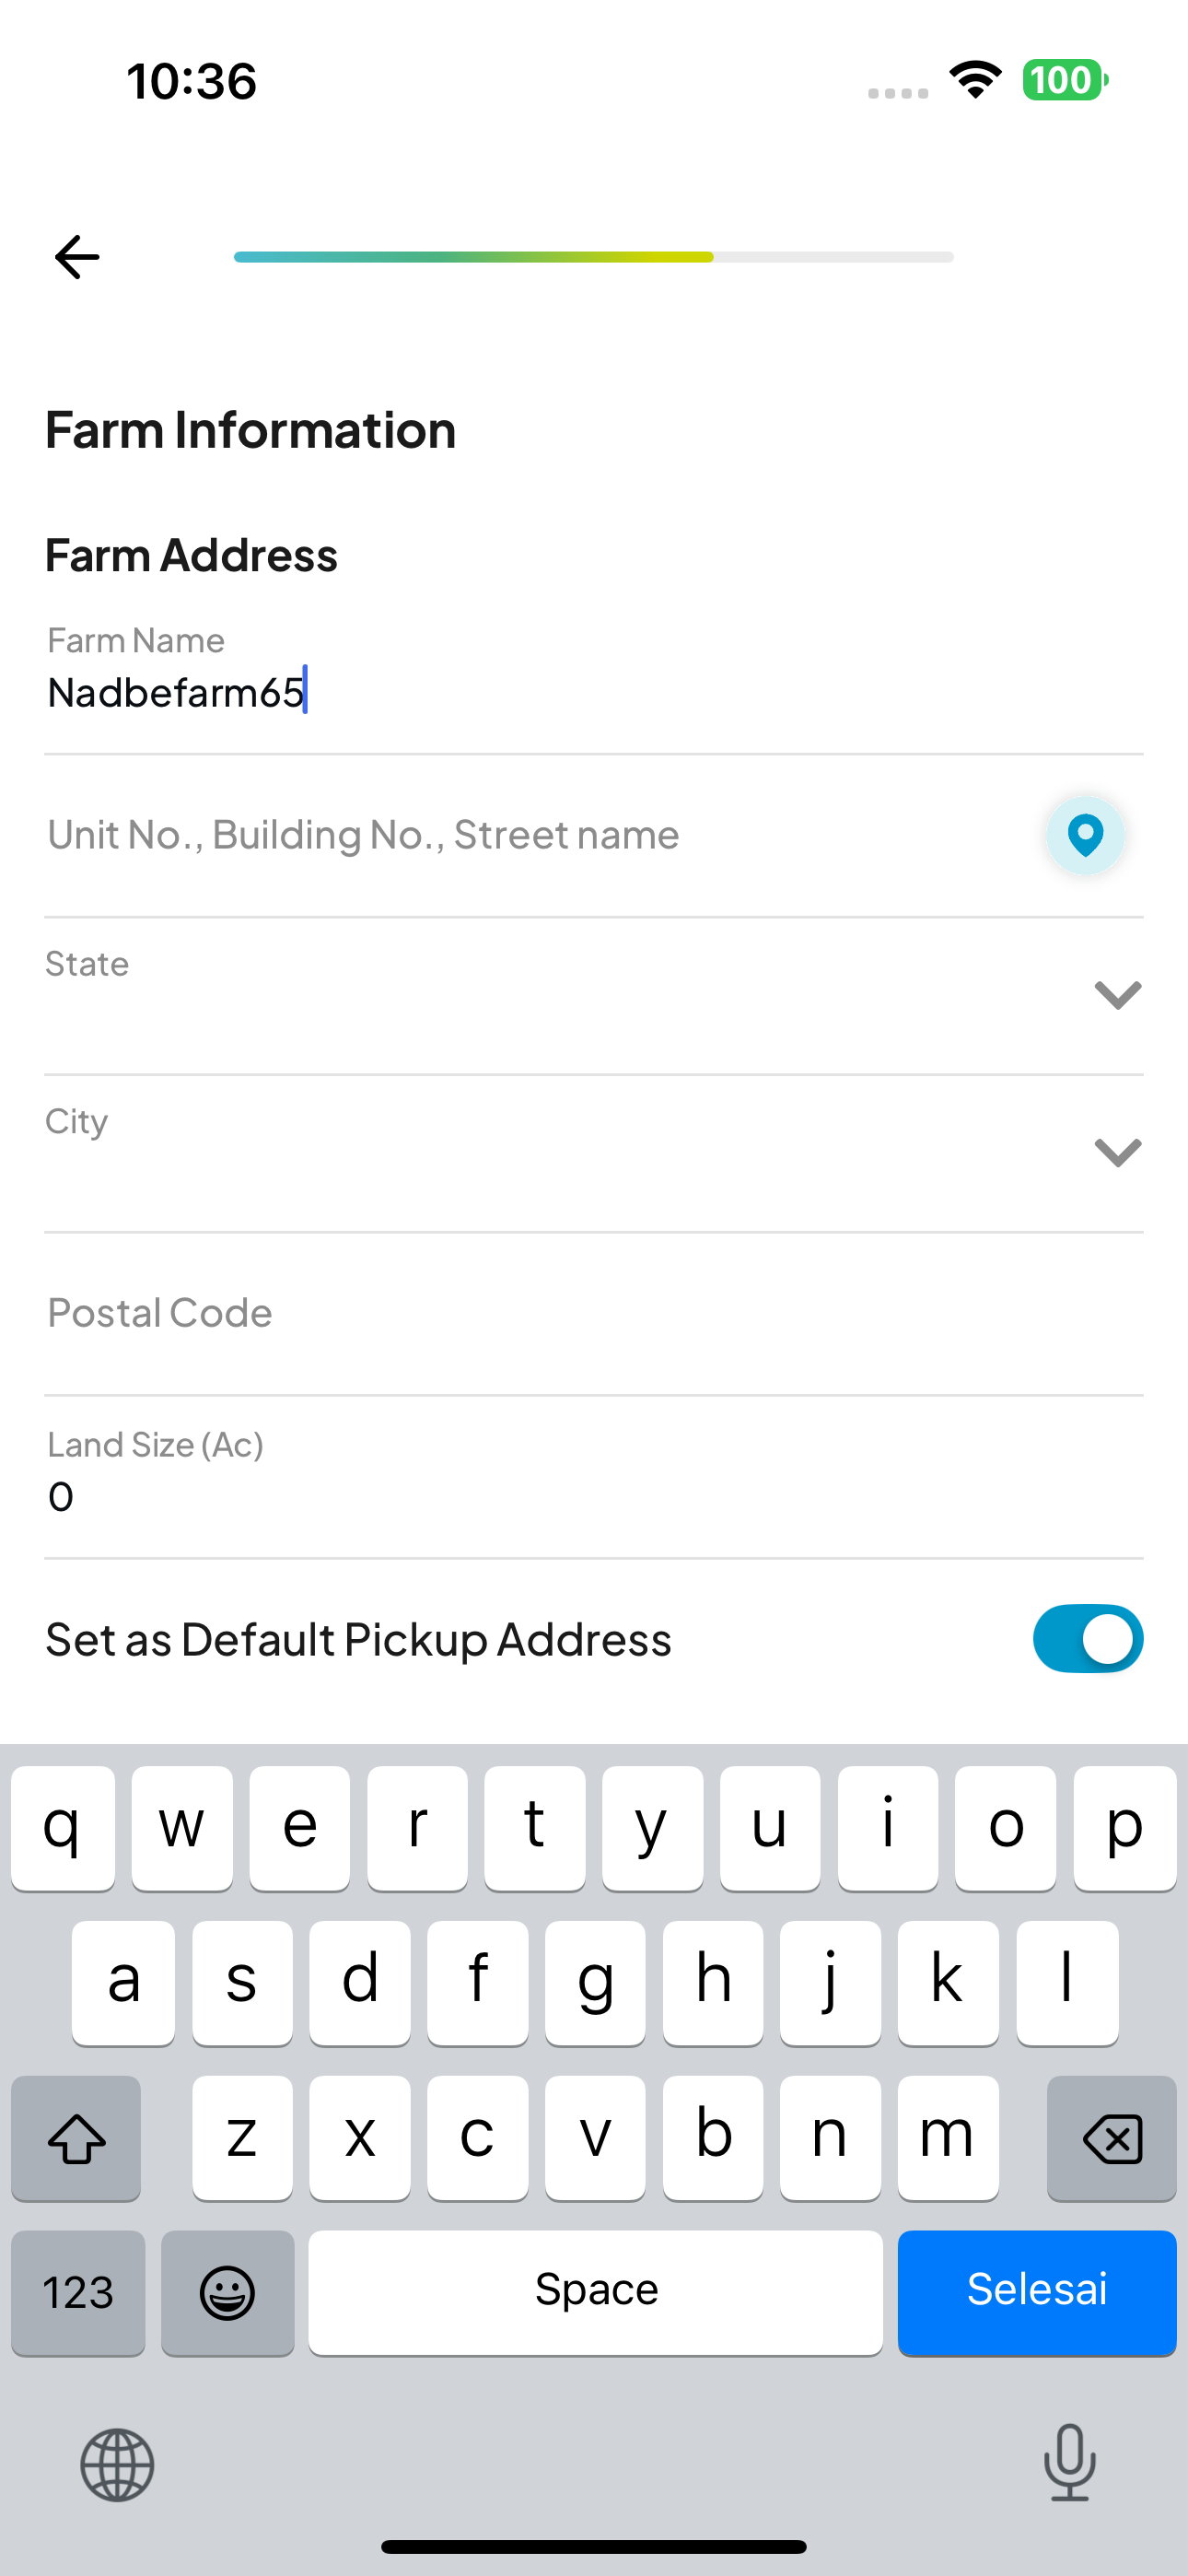 10:36
100
Farm Information
Farm Address
Farm Name
Nadbefarm65
Unit No., Building No., Street name
State
City
Postal Code
Land Size (Ac)
0
Set as Default Pickup Address
q w e r t y u i o p
a s d f g h j k l
z x c v b n m
123 Space Selesai